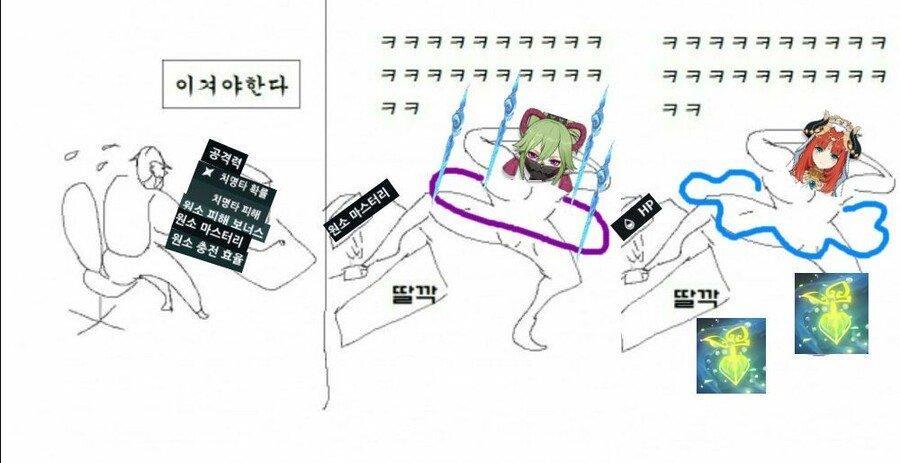 이겨야한다
공격력
치명타 확률
치명타 피해
원소 피해 보너스
원소 마스터리
원소 충전 효율
ㅋㅋㅋㅋㅋㅋㅋㅋㅋㅋ
ㅋㅋㅋㅋㅋㅋㅋㅋㅋㅋ
ㅋㅋ
원소 마스터리
딸깍
ㅋㅋㅋㅋㅋㅋㅋㅋㅋㅋ
ㅋㅋㅋㅋㅋㅋㅋㅋㅋㅋ
ㅋㅋ
HP
딸깍